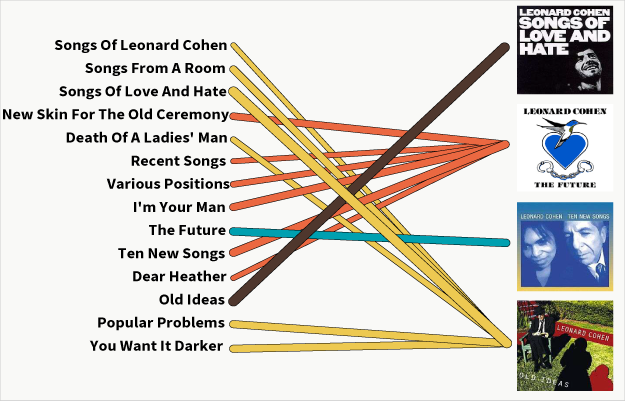 Songs Of Leonard Cohen
Songs From A Room
Songs Of Love And Hate
New Skin For The Old Ceremony
Death Of A Ladies' Man
Recent Songs
Various Positions
I'm Your Man
The Future
Ten New Songs
Dear Heather
Old Ideas
Popular Problems
You Want It Darker
LEONARD COHEN
SONGS OF
LOVE AND
HATE
LEONARD COHEN
THE FUTURE
LEONARD COHEN TEN NEW SONGS
LEONARD COHEN
OLD IDEAS